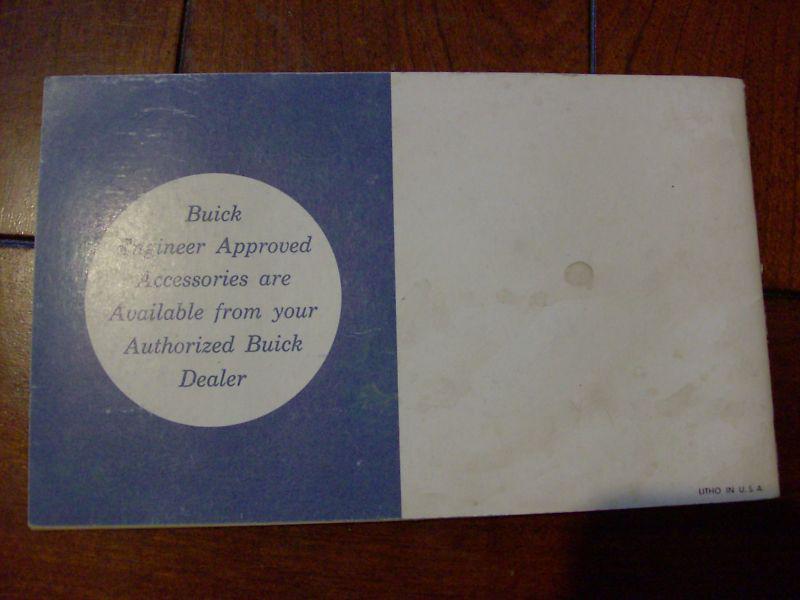 Buick
Engineer Approved
Accessories are
Available from your
Authorized Buick
Dealer
LITHO IN U.S.A.